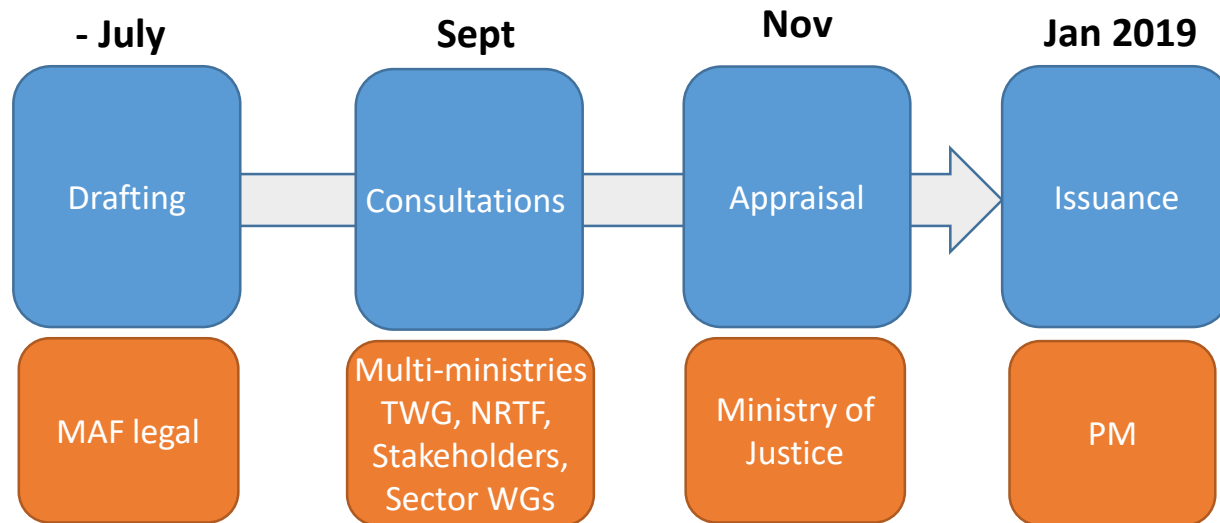 - July
Sept
Nov
Jan 2019
Drafting
Consultations
Appraisal
Issuance
MAF legal
Multi-ministries
TWG, NRTF,
Stakeholders,
Sector WGs
Ministry of
Justice
PM